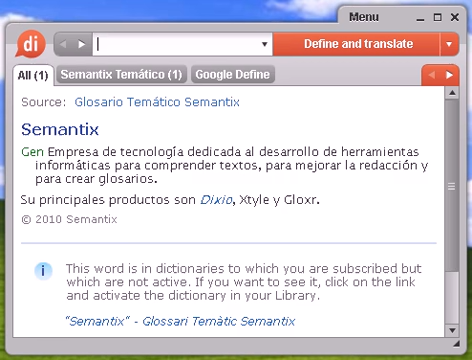 Menu
di
Define and translate
All (1) Semantix Temático (1) Google Define
Source: Glosario Temático Semantix
Semantix
Gen Empresa de tecnología dedicada al desarrollo de herramientas
informáticas para comprender textos, para mejorar la redacción y
para crear glosarios.
Su principales productos son Dixio, Xtyle y Gloxr.
© 2010 Semantix
i
This word is in dictionaries to which you are subscribed but
which are not active. If you want to see it, click on the link
and activate the dictionary in your Library.
"Semantix" - Glossari Temàtic Semantix